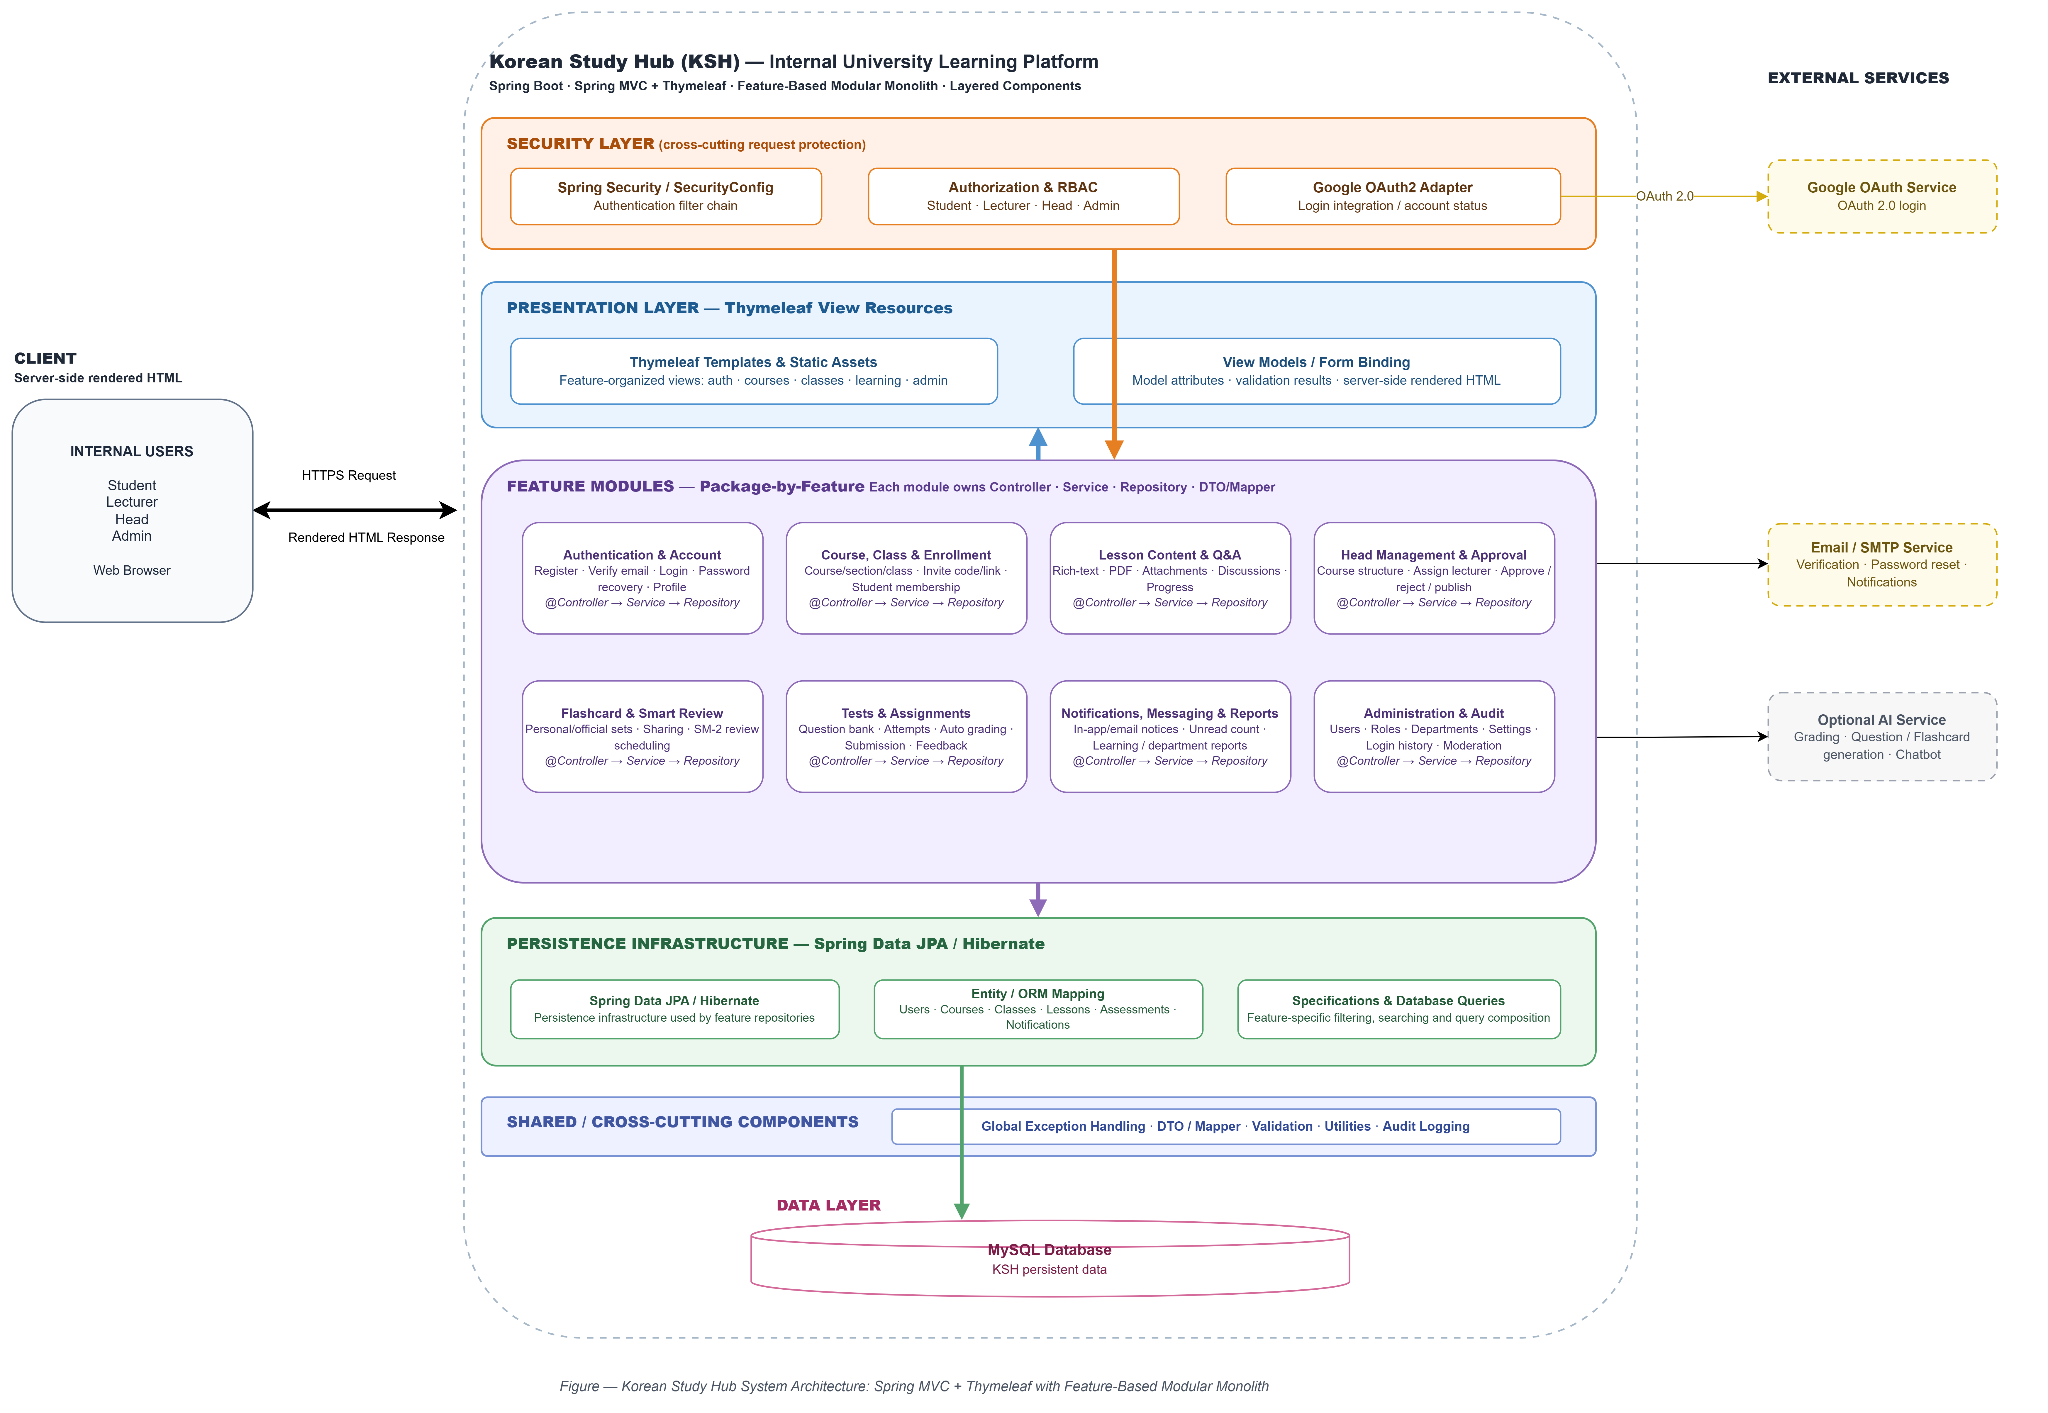 Korean Study Hub (KSH) — Internal University Learning Platform
Spring Boot · Spring MVC + Thymeleaf · Feature-Based Modular Monolith · Layered Components
EXTERNAL SERVICES
SECURITY LAYER (cross-cutting request protection)
Spring Security / SecurityConfig
Authentication filter chain
Authorization & RBAC
Student · Lecturer · Head · Admin
Google OAuth2 Adapter
Login integration / account status
OAuth 2.0
Google OAuth Service
OAuth 2.0 login
PRESENTATION LAYER — Thymeleaf View Resources
Thymeleaf Templates & Static Assets
Feature-organized views: auth · courses · classes · learning · admin
View Models / Form Binding
Model attributes · validation results · server-side rendered HTML
CLIENT
Server-side rendered HTML
INTERNAL USERS
Student
Lecturer
Head
Admin
Web Browser
HTTPS Request
Rendered HTML Response
FEATURE MODULES — Package-by-Feature Each module owns Controller · Service · Repository · DTO/Mapper
Authentication & Account
Register · Verify email · Login · Password
recovery · Profile
@Controller → Service → Repository
Course, Class & Enrollment
Course/section/class · Invite code/link ·
Student membership
@Controller → Service → Repository
Lesson Content & Q&A
Rich-text · PDF · Attachments · Discussions ·
Progress
@Controller → Service → Repository
Head Management & Approval
Course structure · Assign lecturer · Approve /
reject / publish
@Controller → Service → Repository
Email / SMTP Service
Verification · Password reset ·
Notifications
Flashcard & Smart Review
Personal/official sets · Sharing · SM-2 review
scheduling
@Controller → Service → Repository
Tests & Assignments
Question bank · Attempts · Auto grading ·
Submission · Feedback
@Controller → Service → Repository
Notifications, Messaging & Reports
In-app/email notices · Unread count ·
Learning / department reports
@Controller → Service → Repository
Administration & Audit
Users · Roles · Departments · Settings ·
Login history · Moderation
@Controller → Service → Repository
Optional AI Service
Grading · Question / Flashcard
generation · Chatbot
PERSISTENCE INFRASTRUCTURE — Spring Data JPA / Hibernate
Spring Data JPA / Hibernate
Persistence infrastructure used by feature repositories
Entity / ORM Mapping
Users · Courses · Classes · Lessons · Assessments ·
Notifications
Specifications & Database Queries
Feature-specific filtering, searching and query composition
SHARED / CROSS-CUTTING COMPONENTS
Global Exception Handling · DTO / Mapper · Validation · Utilities · Audit Logging
DATA LAYER
MySQL Database
KSH persistent data
Figure — Korean Study Hub System Architecture: Spring MVC + Thymeleaf with Feature-Based Modular Monolith